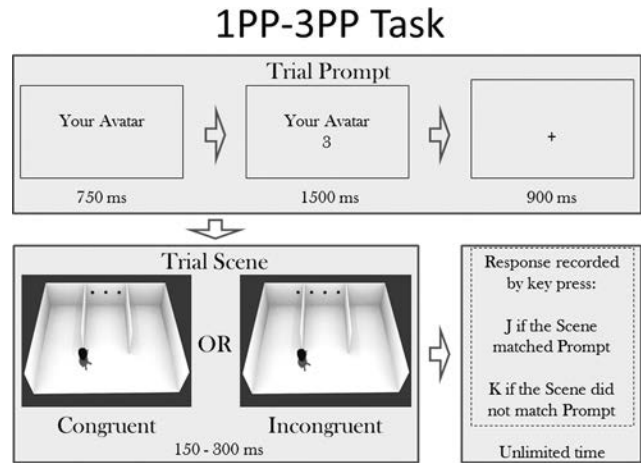 1PP-3PP Task
Trial Prompt
Your Avatar
750 ms
Your Avatar
3
1500 ms
+
900 ms
Trial Scene
OR
Congruent
Incongruent
150 - 300 ms
Response recorded
by key press:
J if the Scene
matched Prompt
K if the Scene did
not match Prompt
Unlimited time